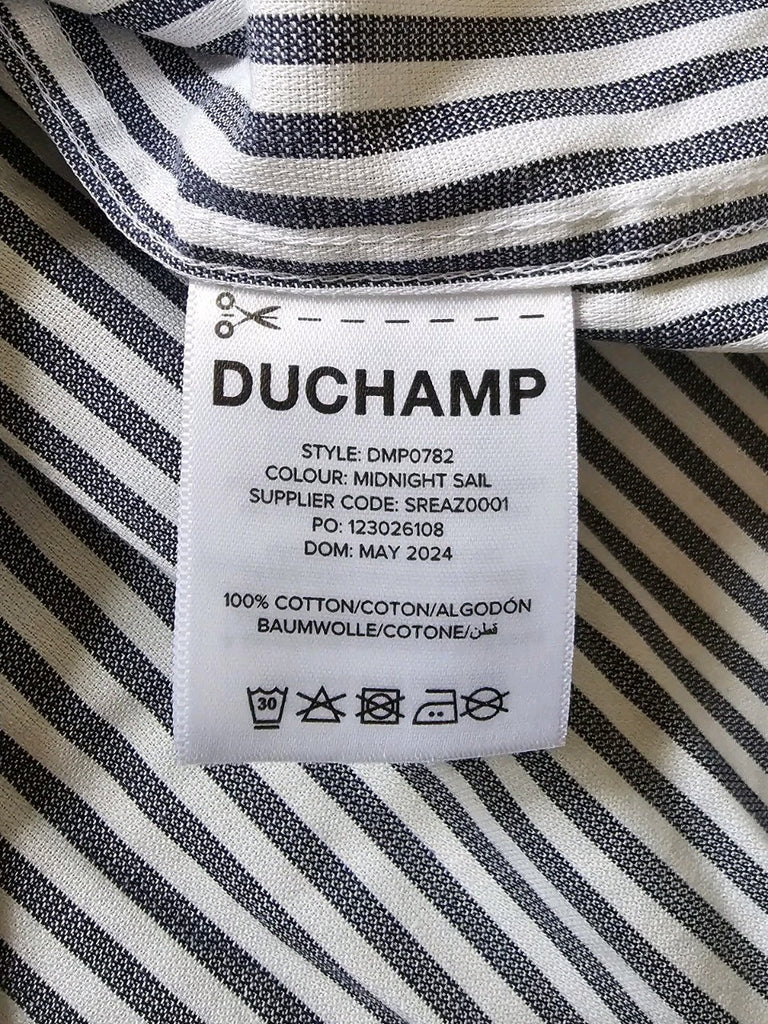 DUCHAMP
STYLE: DMP0782
COLOUR: MIDNIGHT SAIL
SUPPLIER CODE: SREAZ0001
PO: 123026108
DOM: MAY 2024
100% COTTON/COTON/ALGODÓN
BAUMWOLLE/COTONE/قطن
30